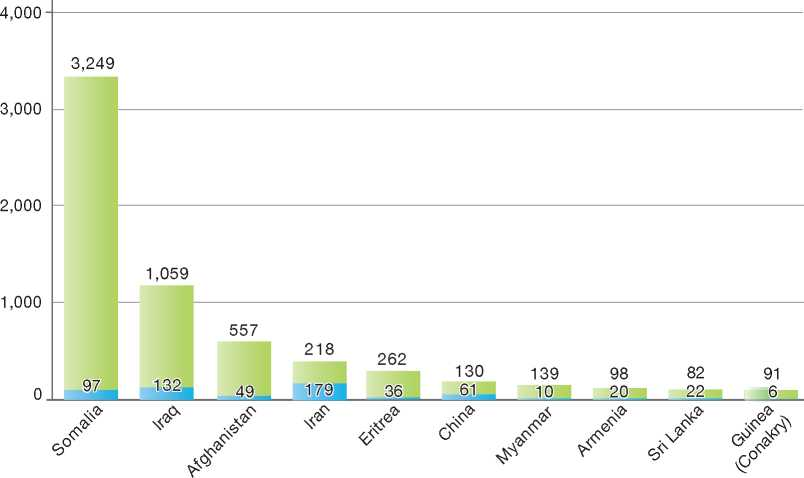 4,000
3,249
3,000
2,000
1,059
1,000
557
218
262
130
139
98
82
91
97
132
49
179
36
61
10
20
22
6
0
Somalia
Iraq
Afghanistan
Iran
Eritrea
China
Myanmar
Armenia
Sri Lanka
Guinea
(Conakry)